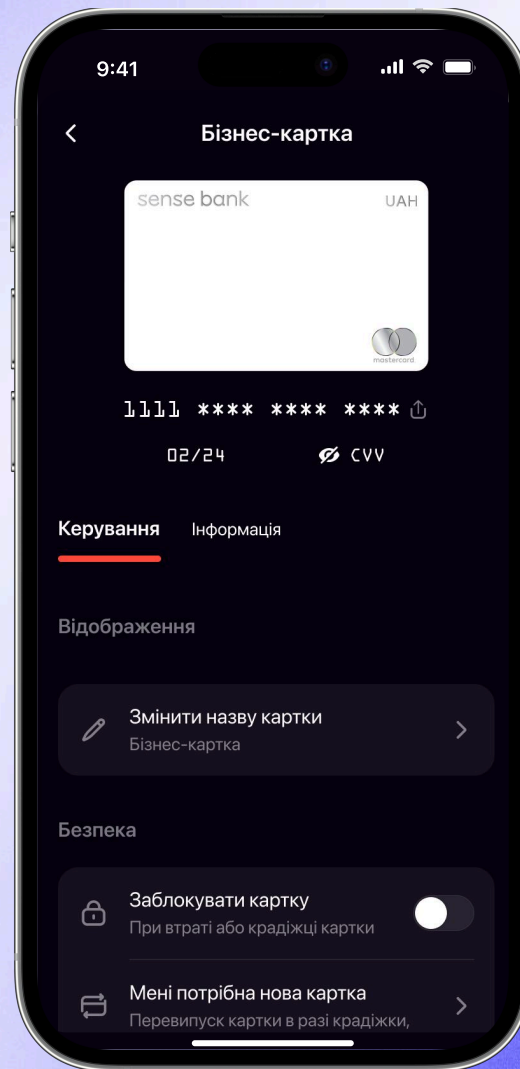 9:41
Бізнес-картка
sense bank
UAH
mastercard
1111 **** **** ****
02/24
CVV
Керування
Інформація
Відображення
Змінити назву картки
Бізнес-картка
Безпека
Заблокувати картку
При втраті або крадіжці картки
Мені потрібна нова картка
Перевипуск картки в разі крадіжки,